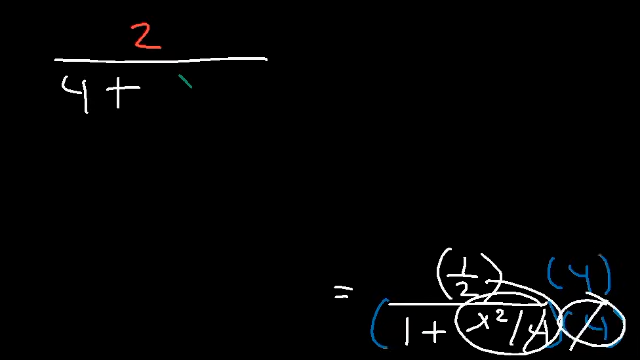 2
4 +
(1/2) (4)
= (1 + x²/4) (4)